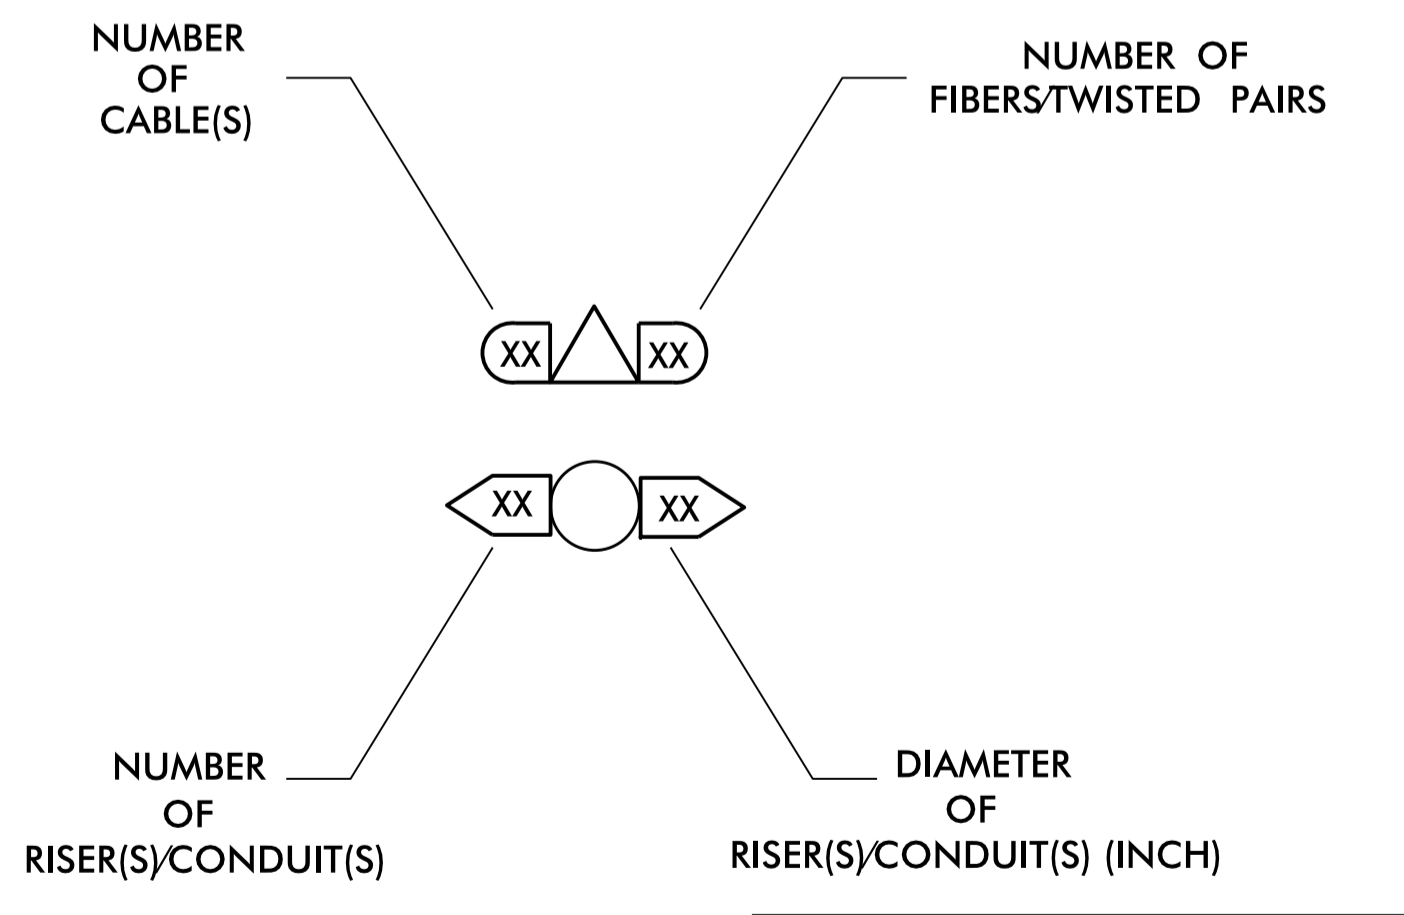 NUMBER
OF
CABLE(S)
NUMBER OF
FIBERS/TWISTED PAIRS
XX
XX
XX
XX
NUMBER
OF
RISER(S)/CONDUIT(S)
DIAMETER
OF
RISER(S)/CONDUIT(S) (INCH)